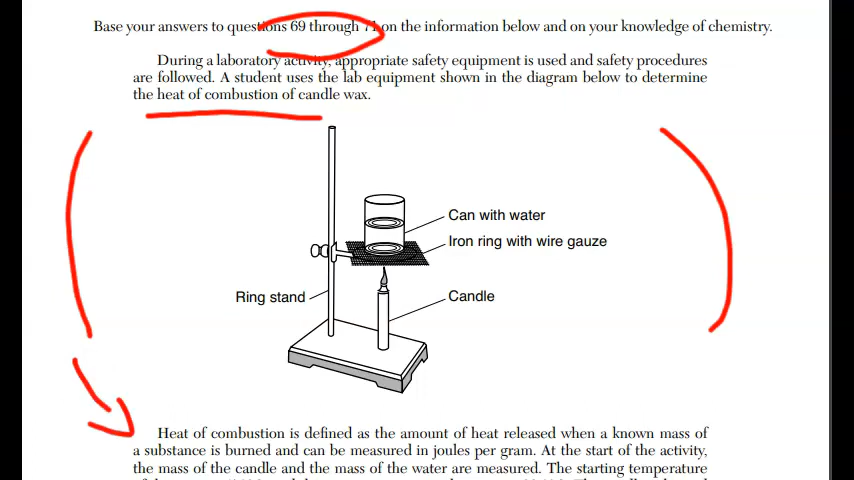 Base your answers to questions 69 through 71 on the information below and on your knowledge of chemistry.
During a laboratory activity, appropriate safety equipment is used and safety procedures
are followed. A student uses the lab equipment shown in the diagram below to determine
the heat of combustion of candle wax.
Can with water
Iron ring with wire gauze
Ring stand
Candle
Heat of combustion is defined as the amount of heat released when a known mass of
a substance is burned and can be measured in joules per gram. At the start of the activity,
the mass of the candle and the mass of the water are measured. The starting temperature